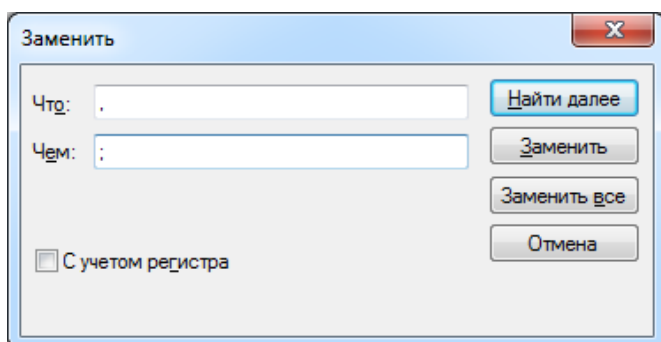 Заменить
Что: ,
Найти далее
Чем: ;
Заменить
Заменить все
С учетом регистра
Отмена